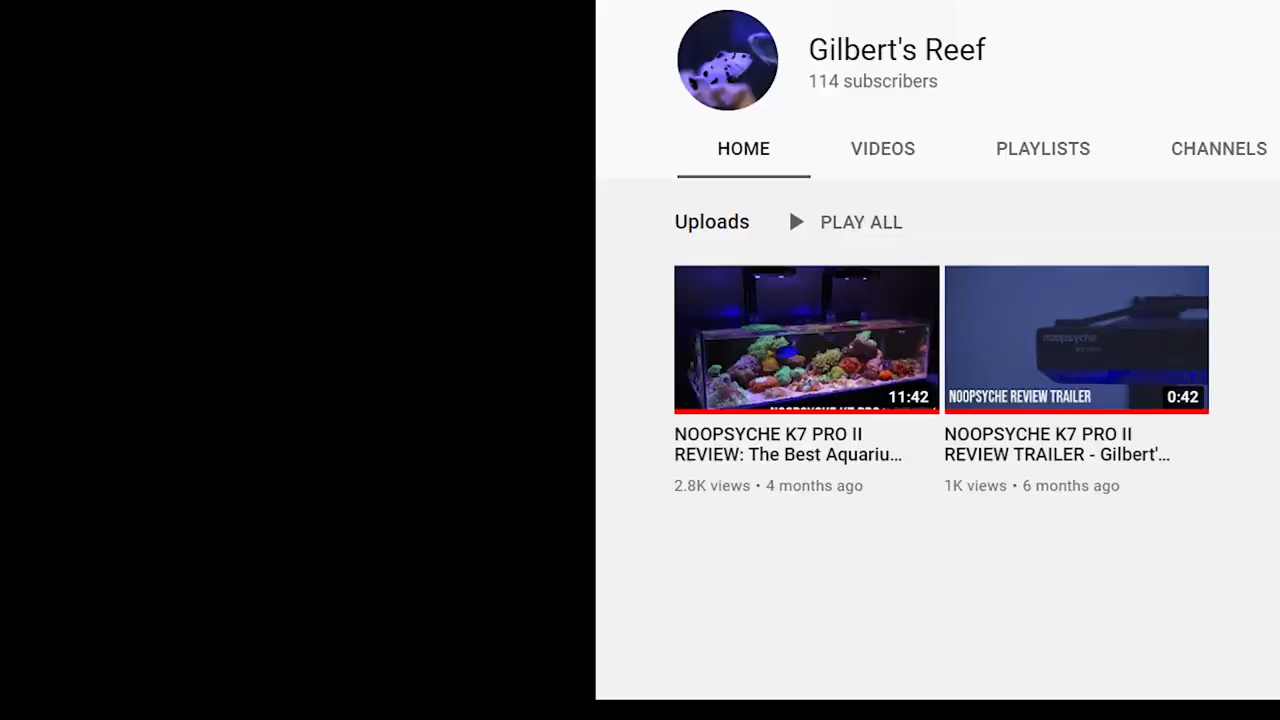 Gilbert's Reef
114 subscribers
HOME VIDEOS PLAYLISTS CHANNELS
Uploads PLAY ALL
11:42
noopsyche
NOOPSYCHE REVIEW TRAILER 0:42
NOOPSYCHE K7 PRO II
REVIEW: The Best Aquariu...
2.8K views • 4 months ago
NOOPSYCHE K7 PRO II
REVIEW TRAILER - Gilbert'...
1K views • 6 months ago